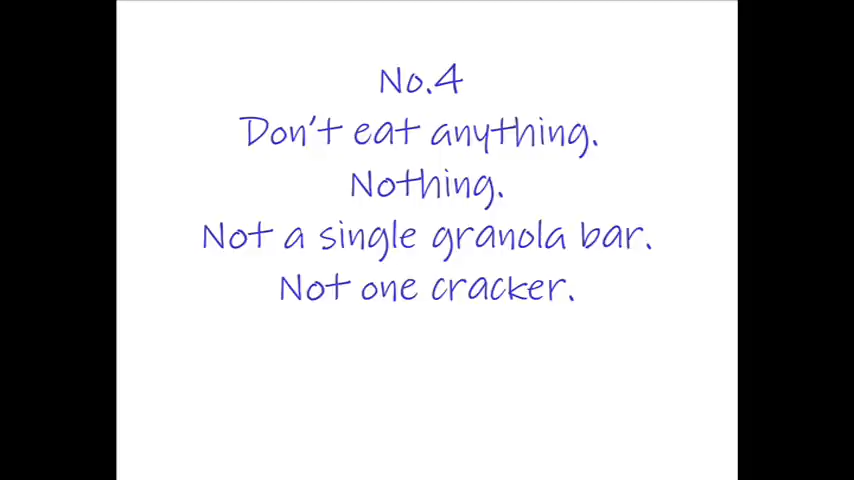 No.4
Don't eat anything.
Nothing.
Not a single granola bar.
Not one cracker.